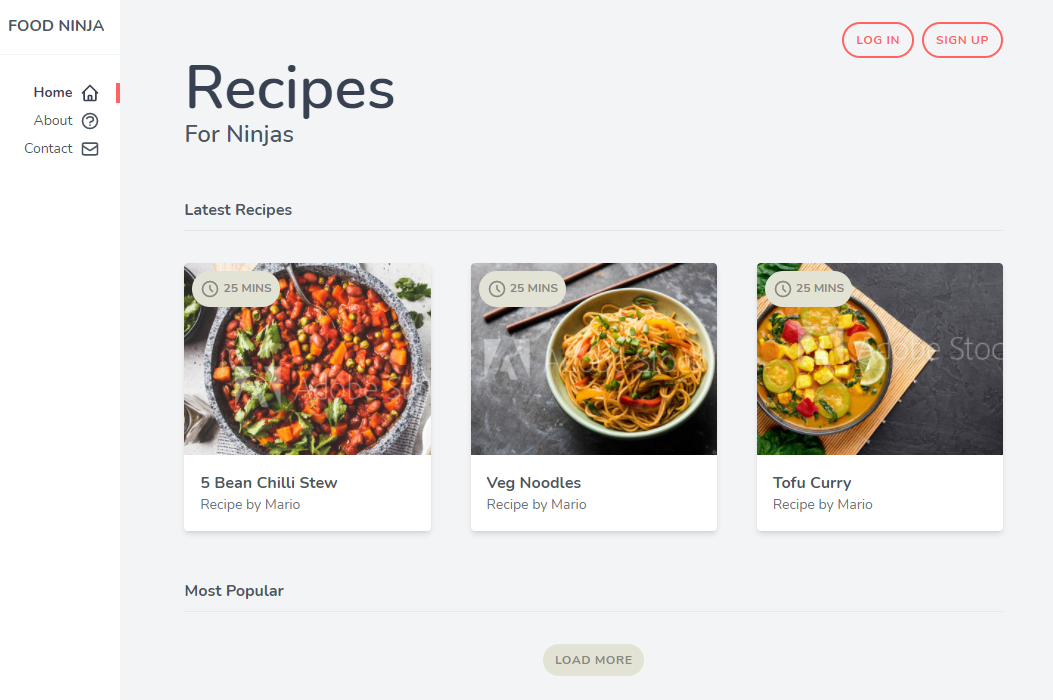 FOOD NINJA
LOG IN
SIGN UP
Home
About
Contact
Recipes
For Ninjas
Latest Recipes
25 MINS
25 MINS
25 MINS
Adobe Stoc
5 Bean Chilli Stew
Recipe by Mario
Veg Noodles
Recipe by Mario
Tofu Curry
Recipe by Mario
Most Popular
LOAD MORE